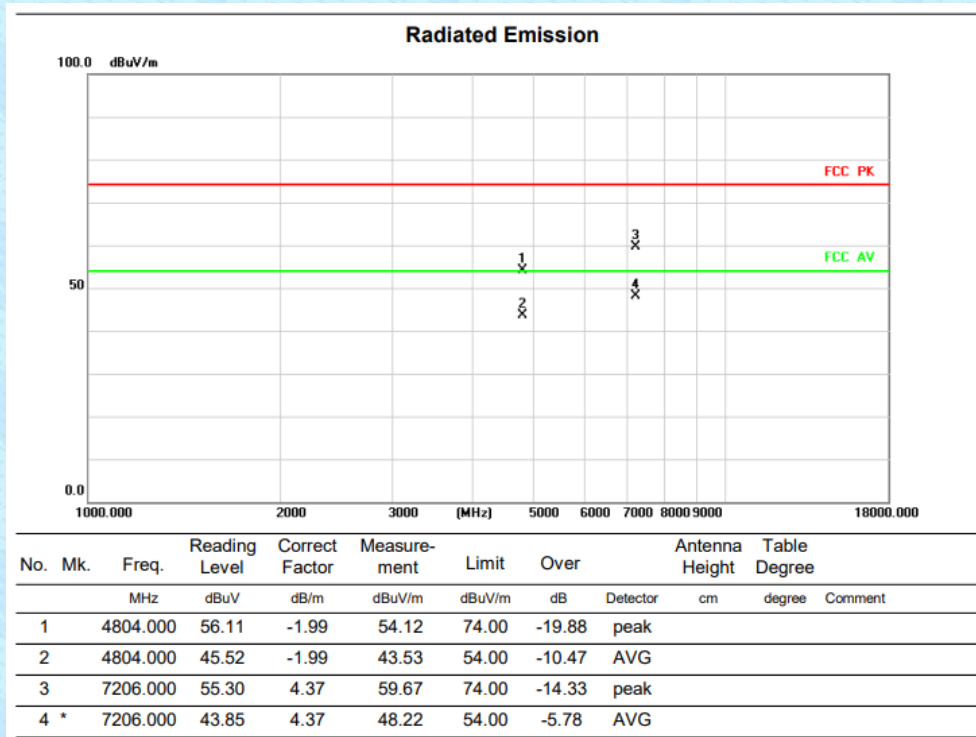 Radiated Emission
100.0 dBuV/m
FCC PK
3
1
FCC AV
50
4
2
0.0
1000.000 2000 3000 (MHz) 5000 6000 7000 8000 9000 18000.000
No. Mk. Freq. Reading Level Correct Factor Measure-ment Limit Over Antenna Height Table Degree
MHz dBuV dB/m dBuV/m dBuV/m dB Detector cm degree Comment
1 4804.000 56.11 -1.99 54.12 74.00 -19.88 peak
2 4804.000 45.52 -1.99 43.53 54.00 -10.47 AVG
3 7206.000 55.30 4.37 59.67 74.00 -14.33 peak
4 * 7206.000 43.85 4.37 48.22 54.00 -5.78 AVG